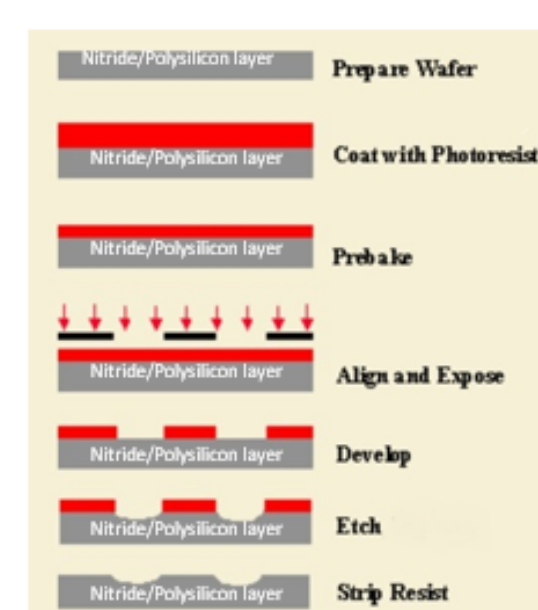 Nitride/Polysilicon layer
Prepare Wafer
Nitride/Polysilicon layer
Coat with Photoresist
Nitride/Polysilicon layer
Prebake
Nitride/Polysilicon layer
Align and Expose
Nitride/Polysilicon layer
Develop
Nitride/Polysilicon layer
Etch
Nitride/Polysilicon layer
Strip Resist